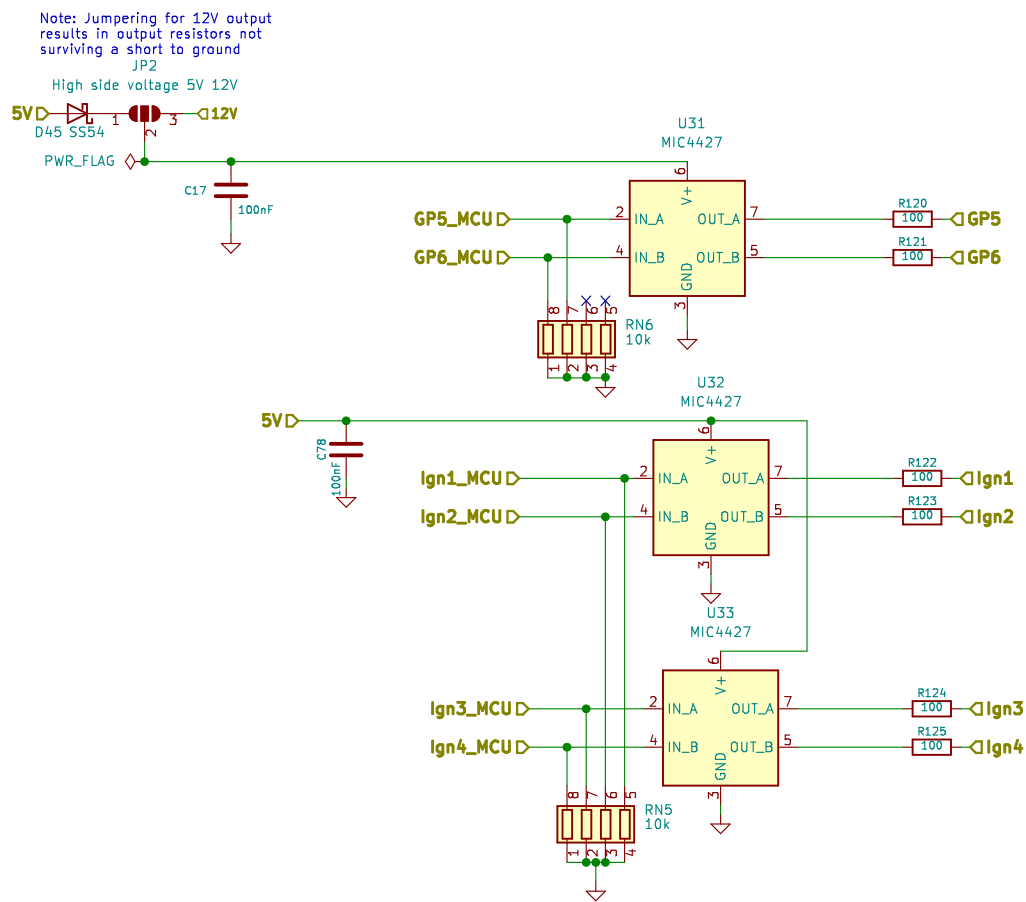 Note: Jumpering for 12V output
results in output resistors not
surviving a short to ground
JP2
High side voltage 5V 12V
5V
1
3
12V
D45 SS54
2
PWR_FLAG
C17
100nF
U31
MIC4427
6
V+
GP5_MCU
2
IN_A
OUT_A
7
R120
100
GP5
GP6_MCU
4
IN_B
OUT_B
5
R121
100
GP6
GND
3
8
7
6
5
RN6
10k
1
2
3
4
U32
MIC4427
5V
6
V+
C78
100nF
Ign1_MCU
2
IN_A
OUT_A
7
R122
100
Ign1
Ign2_MCU
4
IN_B
OUT_B
5
R123
100
Ign2
GND
3
U33
MIC4427
6
V+
Ign3_MCU
2
IN_A
OUT_A
7
R124
100
Ign3
Ign4_MCU
4
IN_B
OUT_B
5
R125
100
Ign4
GND
3
8
7
6
5
RN5
10k
1
2
3
4